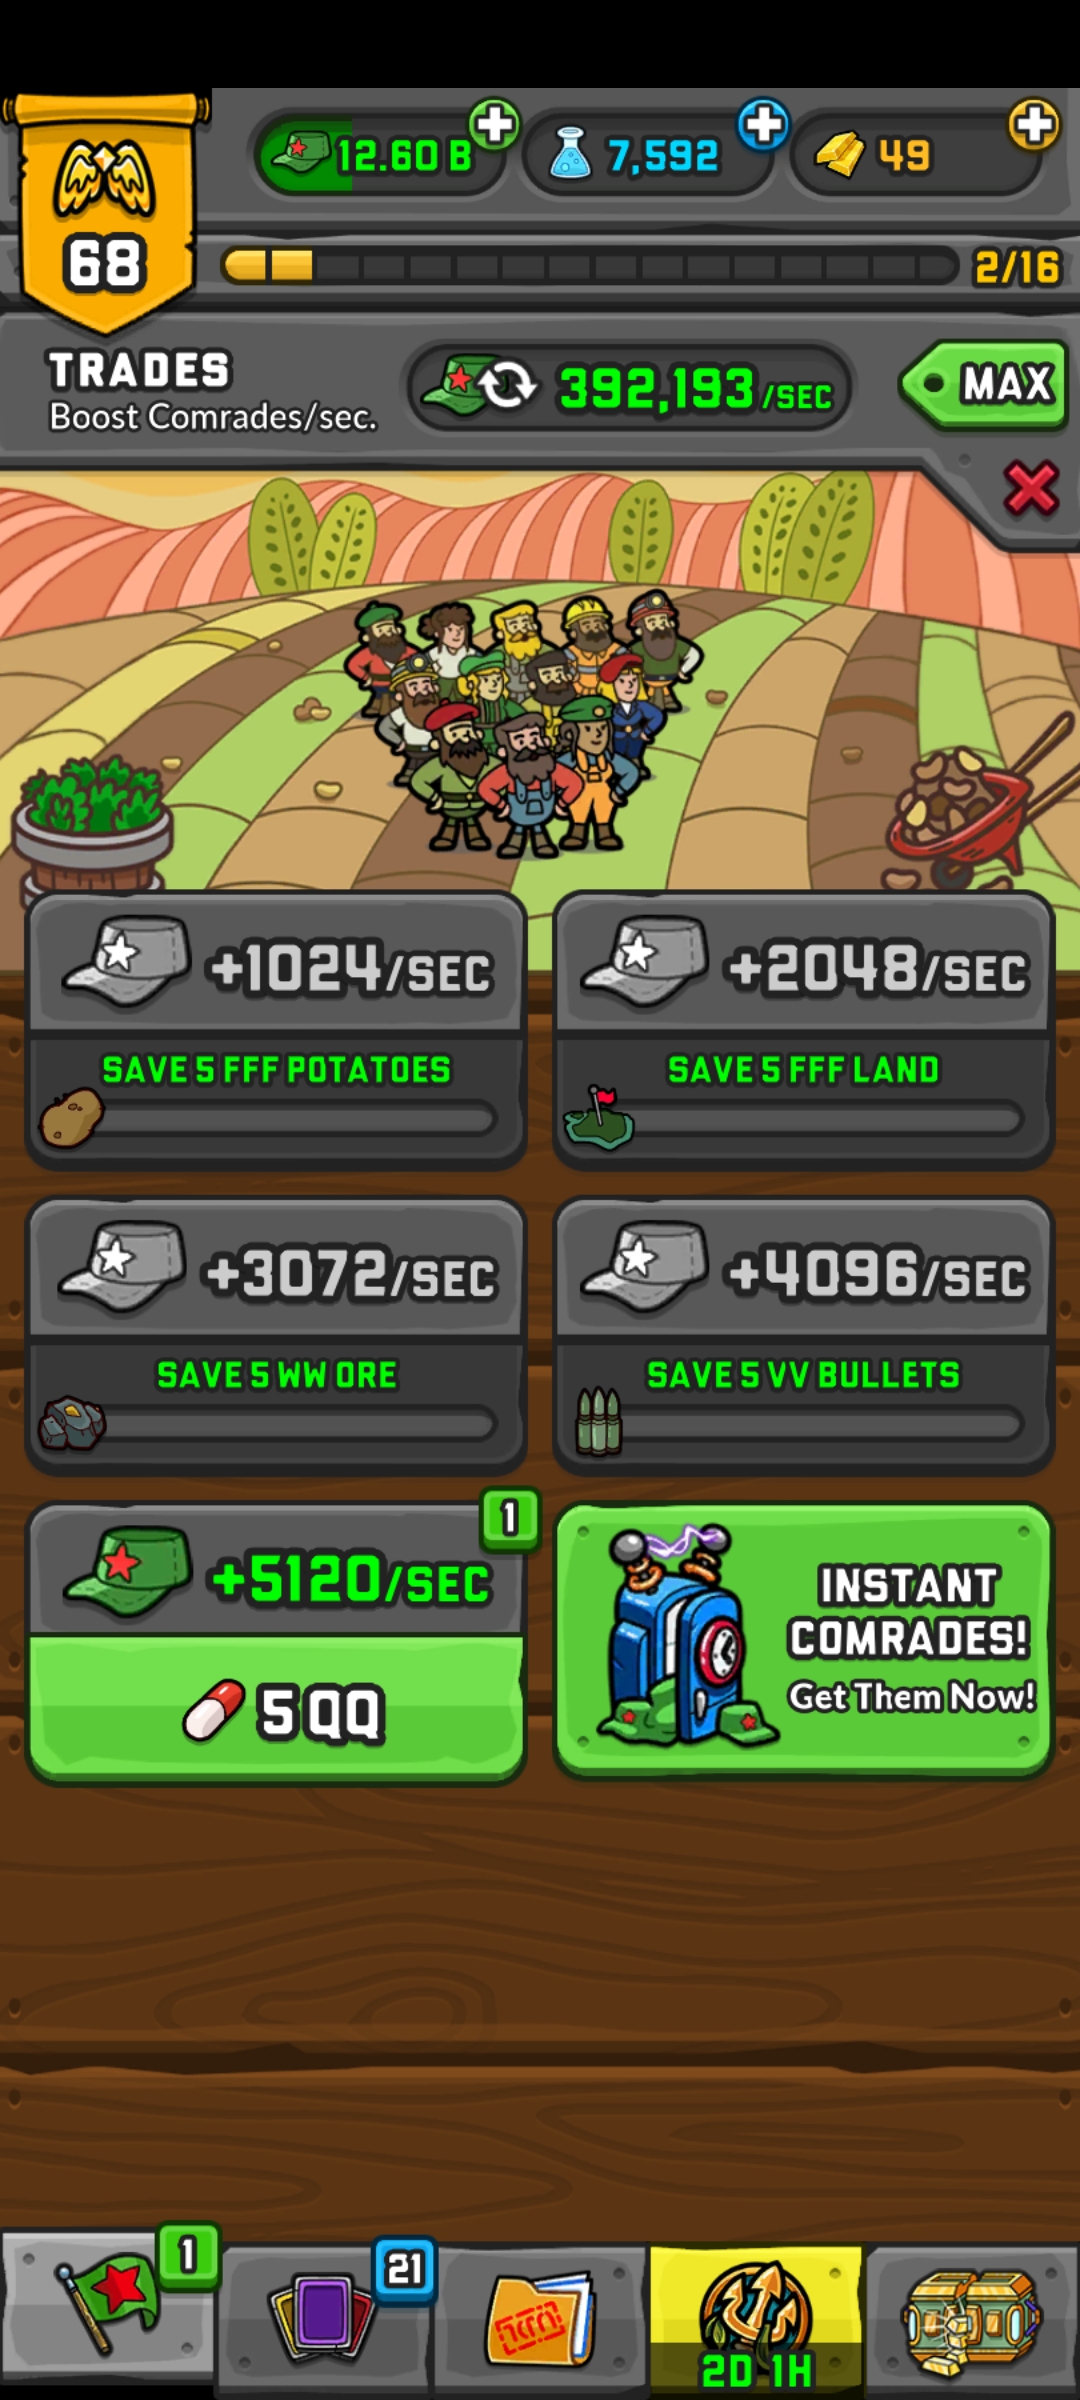 12.60 B
7,592
49
68
2/16
TRADES
Boost Comrades/sec.
392,193/SEC
MAX
+1024/SEC
+2048/SEC
SAVE 5 FFF POTATOES
SAVE 5 FFF LAND
+3072/SEC
+4096/SEC
SAVE 5 WW ORE
SAVE 5 VV BULLETS
1
+5120/SEC
5 QQ
INSTANT
COMRADES!
Get Them Now!
1
21
2D 1H